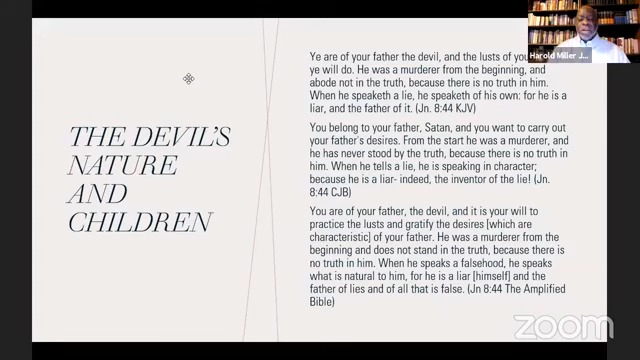 Harold Miller J...
THE DEVIL'S
NATURE
AND
CHILDREN
Ye are of your father the devil, and the lusts of
ye will do. He was a murderer from the beginning, and
abode not in the truth, because there is no truth in him.
When he speaketh a lie, he speaketh of his own: for he is a
liar, and the father of it. (Jn. 8:44 KJV)
You belong to your father, Satan, and you want to carry out
your father's desires. From the start he was a murderer, and
he has never stood by the truth, because there is no truth in
him. When he tells a lie, he is speaking in character;
because he is a liar- indeed, the inventor of the lie! (Jn.
8:44 CJB)
You are of your father, the devil, and it is your will to
practice the lusts and gratify the desires [which are
characteristic] of your father. He was a murderer from the
beginning and does not stand in the truth, because there is
no truth in him. When he speaks a falsehood, he speaks
what is natural to him, for he is a liar [himself] and the
father of lies and of all that is false. (Jn 8:44 The Amplified
Bible)
zoom